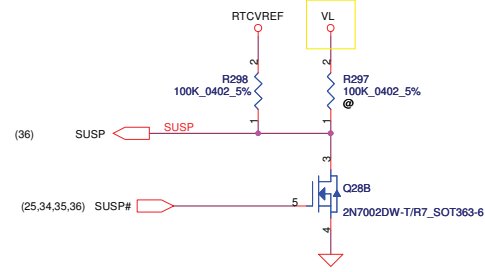 RTCVREF
VL
2
2
R298
100K_0402_5%
R297
100K_0402_5%
@
1
1
(36)
SUSP
SUSP
3
Q28B
(25,34,35,36)
SUSP#
5
2N7002DW-T/R7_SOT363-6
4